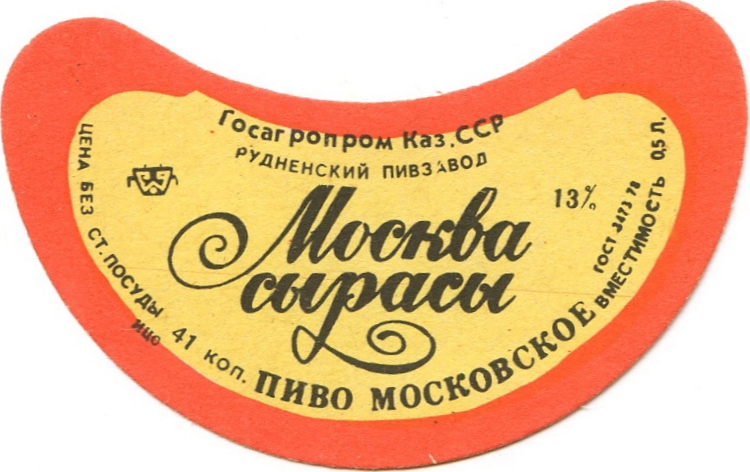 Госагропром Каз.ССР
РУДНЕНСКИЙ ПИВЗАВОД
Москва
сырасы
13%
ЦЕНА БЕЗ СТ.ПОСУДЫ 41 КОП.
ПИВО МОСКОВСКОЕ
ГОСТ 3473 78
ВМЕСТИМОСТЬ 0,5 Л.